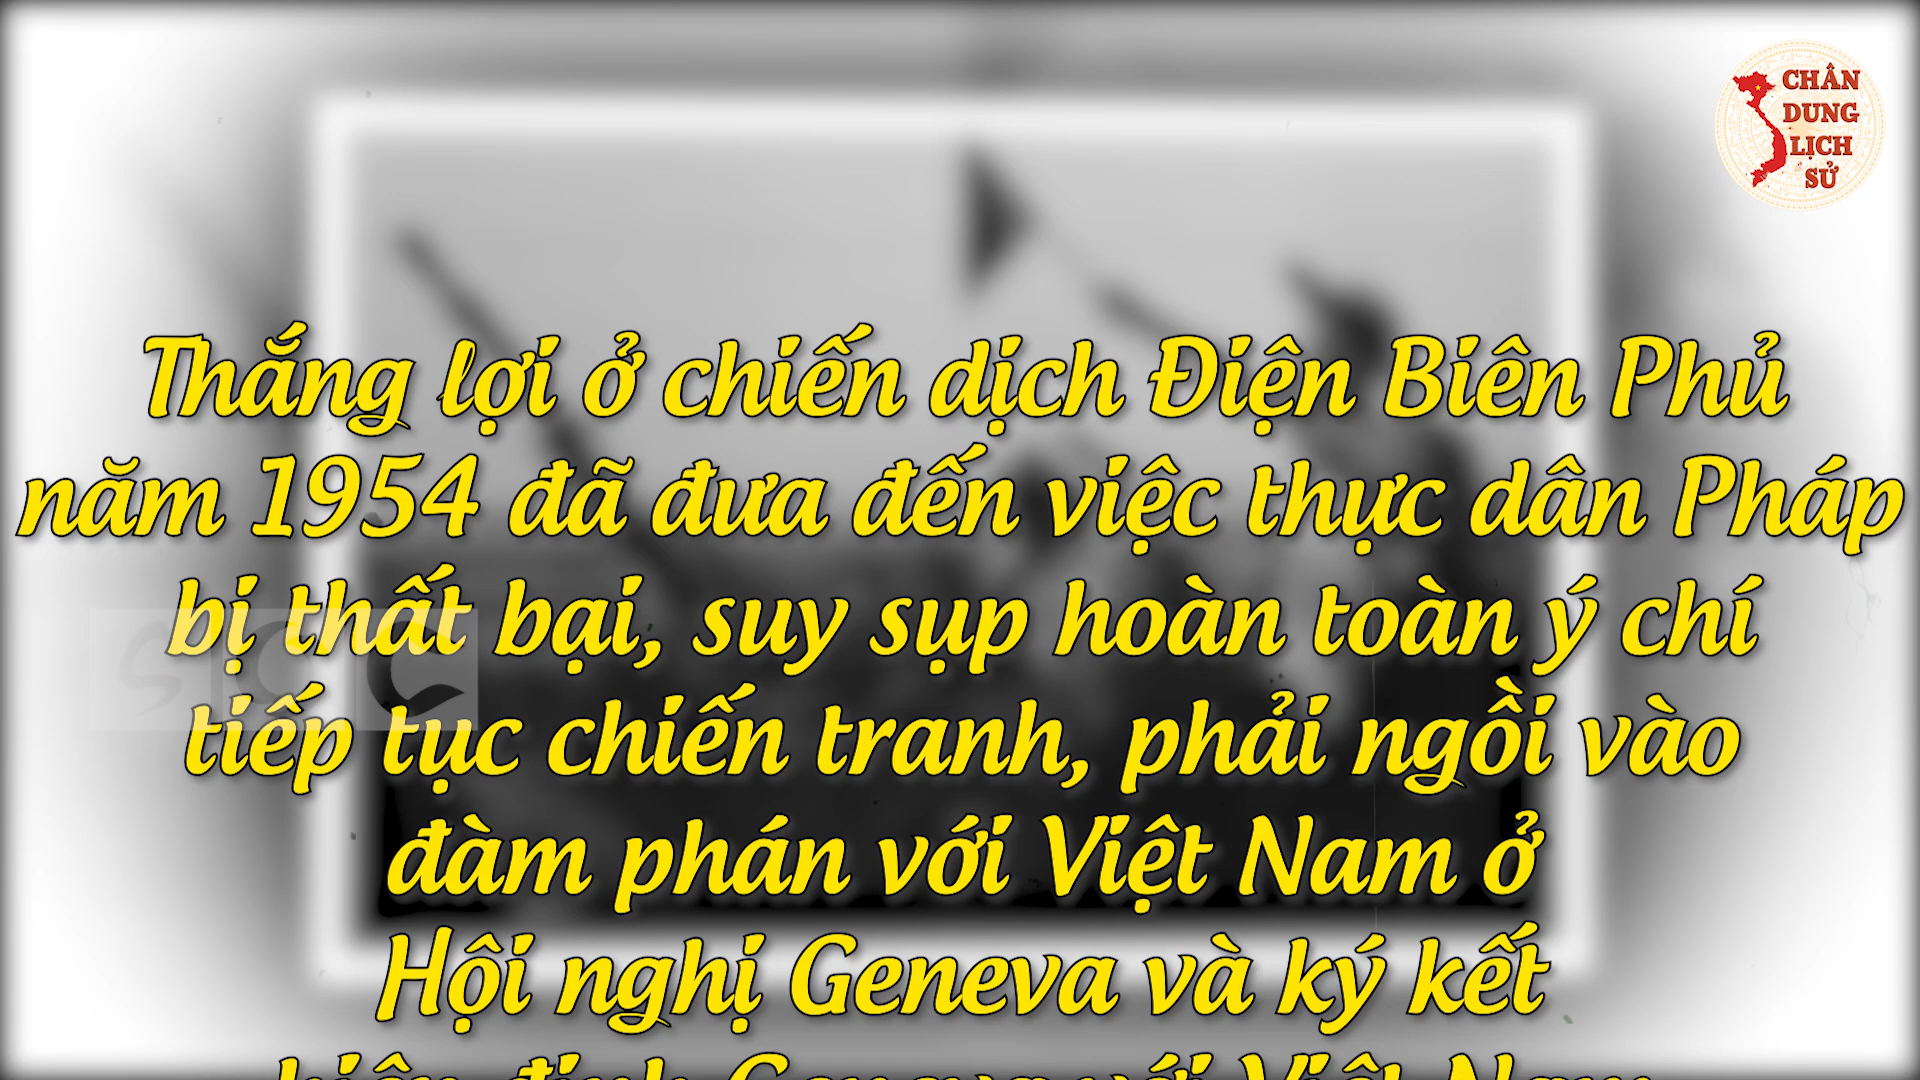 CHÂN
DUNG
LỊCH
SỬ
Thắng lợi ở chiến dịch Điện Biên Phủ
năm 1954 đã đưa đến việc thực dân Pháp
bị thất bại, suy sụp hoàn toàn ý chí
tiếp tục chiến tranh, phải ngồi vào
đàm phán với Việt Nam ở
Hội nghị Geneva và ký kết
SCC